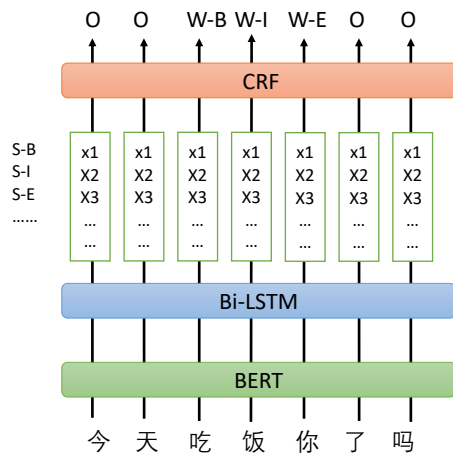 O O W-B W-I W-E O O
CRF
S-B x1 x1 x1 x1 x1 x1 x1
S-I X2 X2 X2 X2 X2 X2 X2
S-E X3 X3 X3 X3 X3 X3 X3
…… … … … … … … …
… … … … … … …
Bi-LSTM
BERT
今 天 吃 饭 你 了 吗